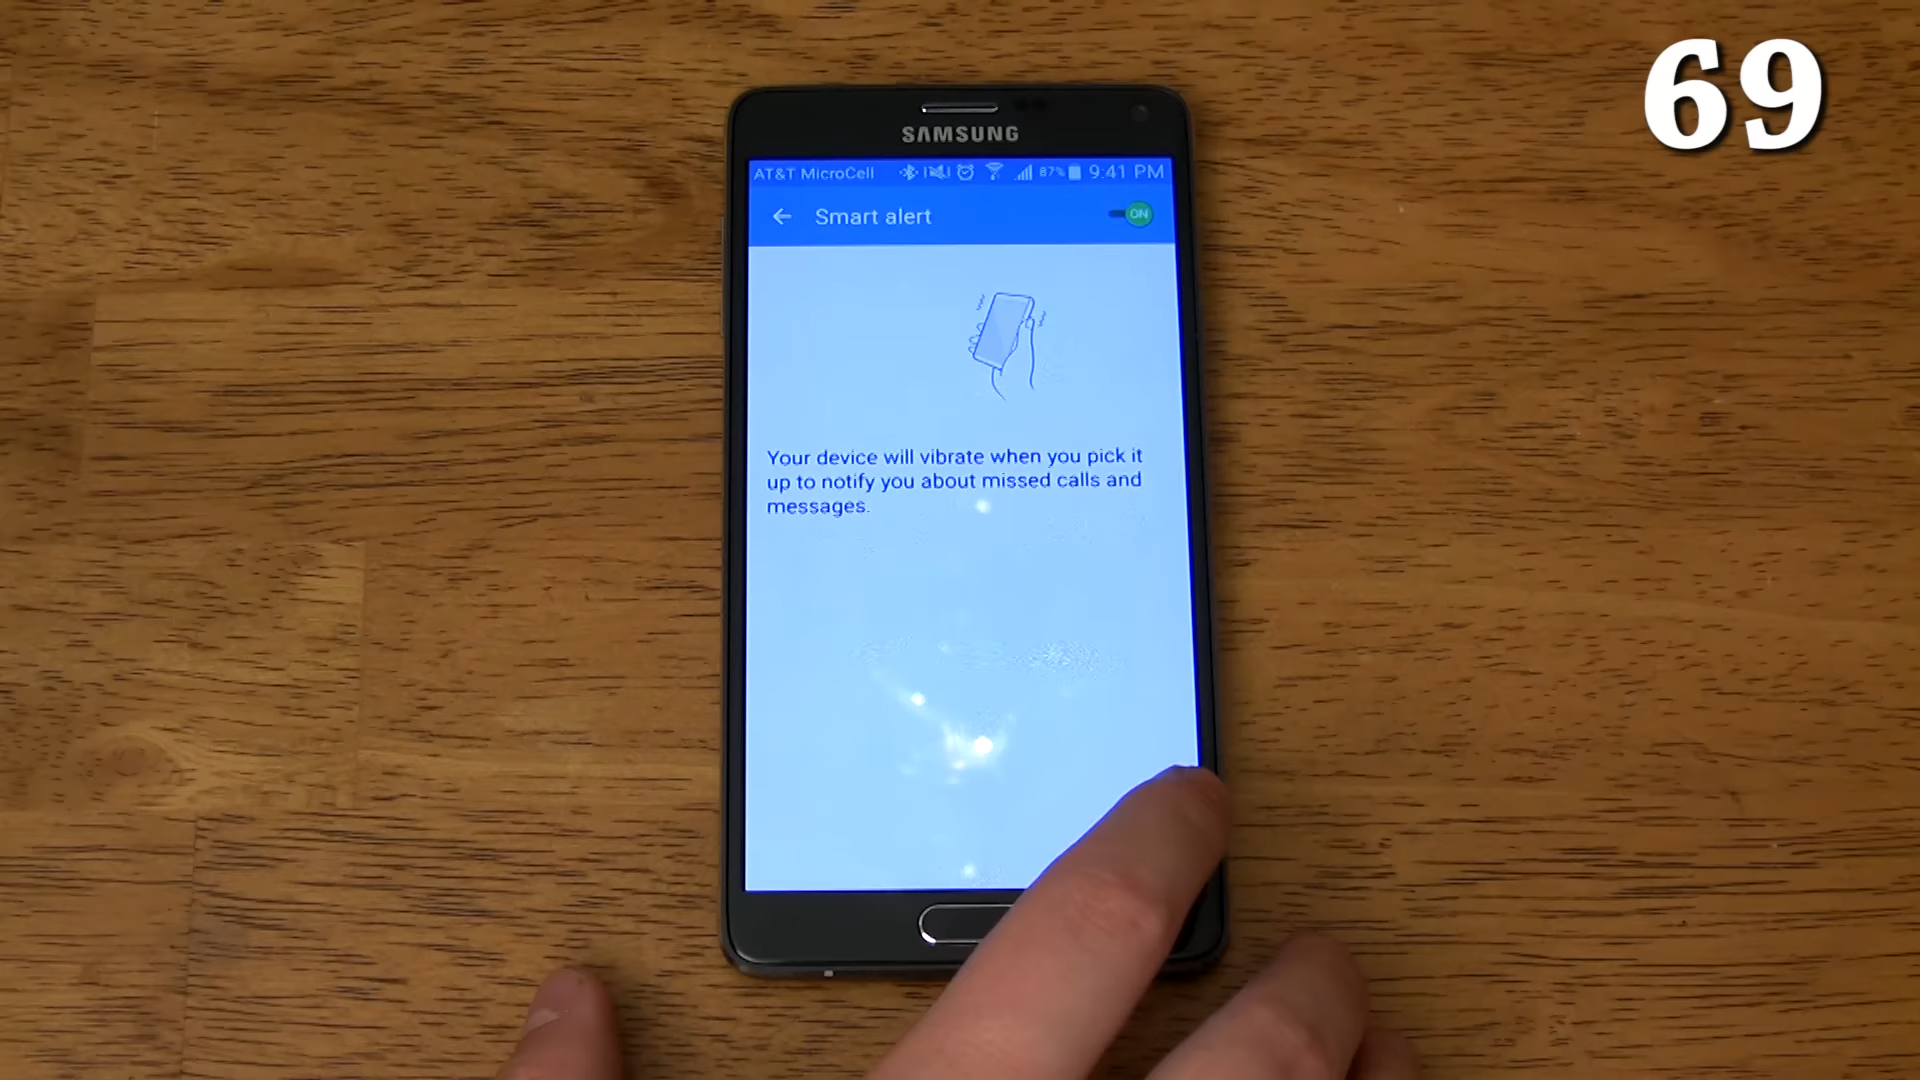 69
SAMSUNG
AT&T MicroCell 87% 9:41 PM
Smart alert ON
Your device will vibrate when you pick it
up to notify you about missed calls and
messages.